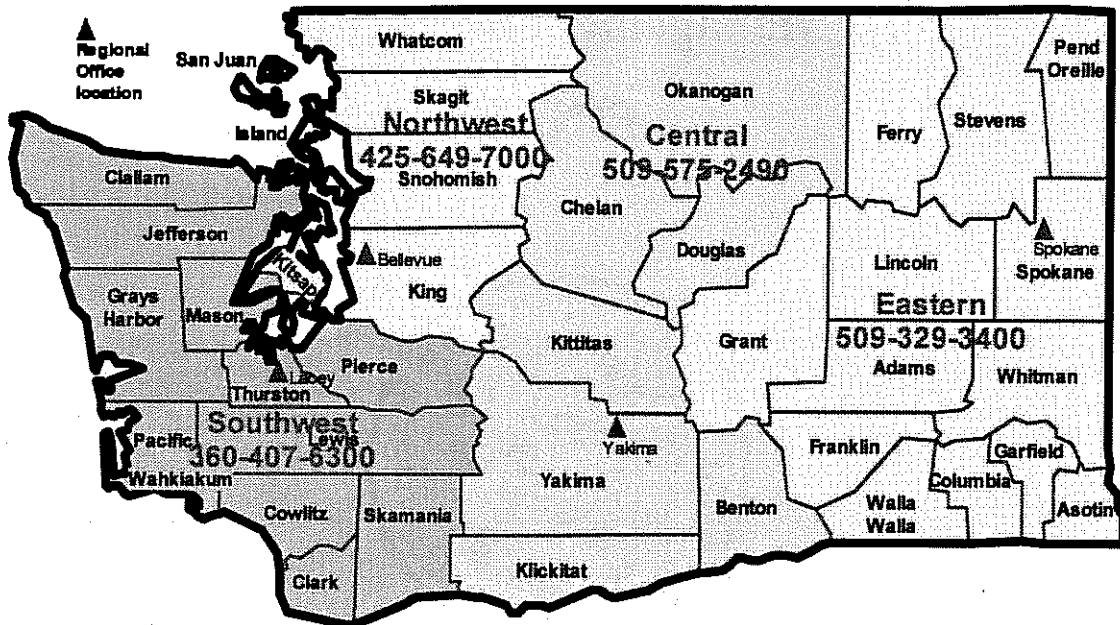 Regional
Office
location
San Juan
Island
Whatcom
Skagit
Northwest
425-649-7000
Snohomish
Okanogan
Central
509-575-2490
Chelan
Douglas
Ferry
Stevens
Pend
Oreille
Clallam
Jefferson
Grays
Harbor
Mason
Kitsap
Bellevue
King
Kittitas
Grant
Lincoln
Spokane
Spokane
Eastern
509-329-3400
Adams
Whitman
Pierce
Lacey
Thurston
Southwest
Lewis
360-407-6300
Pacific
Wahkiakum
Cowlitz
Skamania
Clark
Yakima
Yakima
Klickitat
Benton
Franklin
Walla
Walla
Columbia
Garfield
Asotin